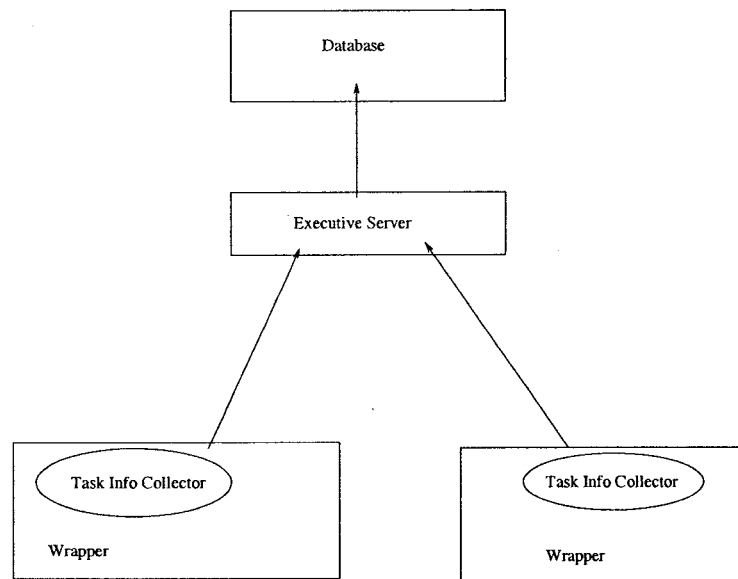 Database
Executive Server
Task Info Collector
Wrapper
Task Info Collector
Wrapper